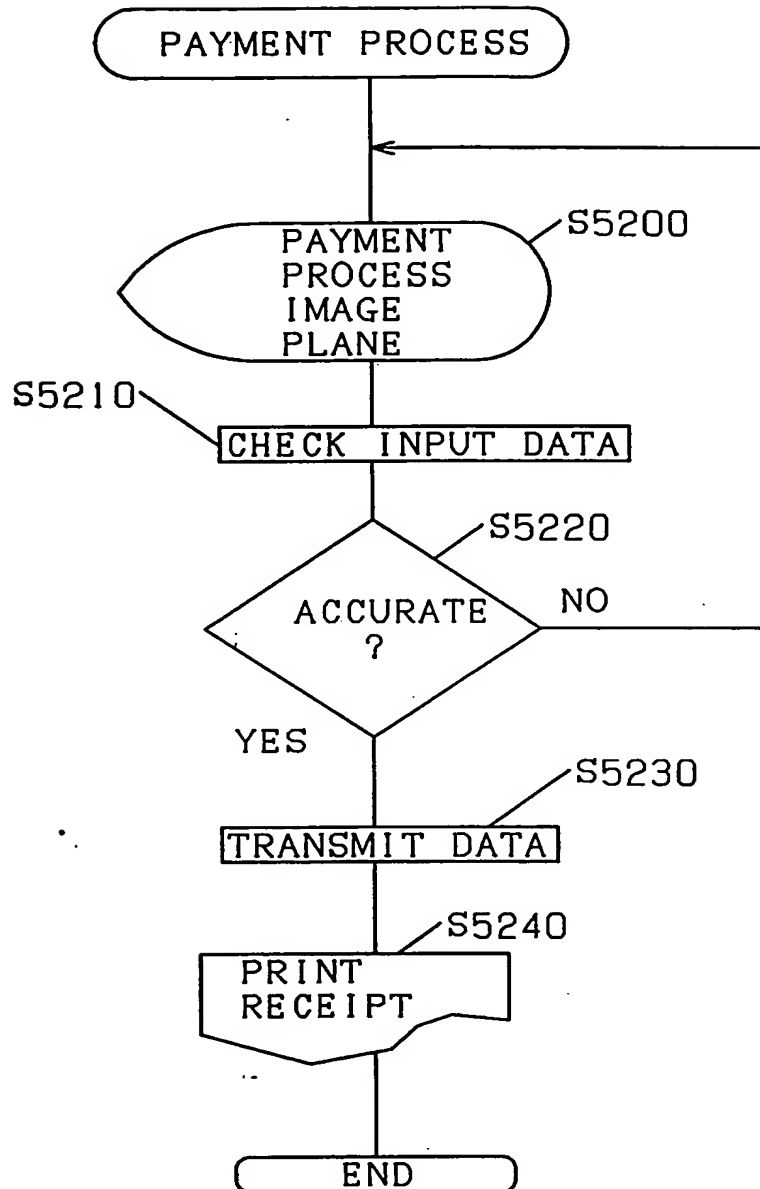 PAYMENT PROCESS
S5200
PAYMENT
PROCESS
IMAGE
PLANE
S5210
CHECK INPUT DATA
S5220
ACCURATE
?
NO
YES
S5230
TRANSMIT DATA
S5240
PRINT
RECEIPT
END